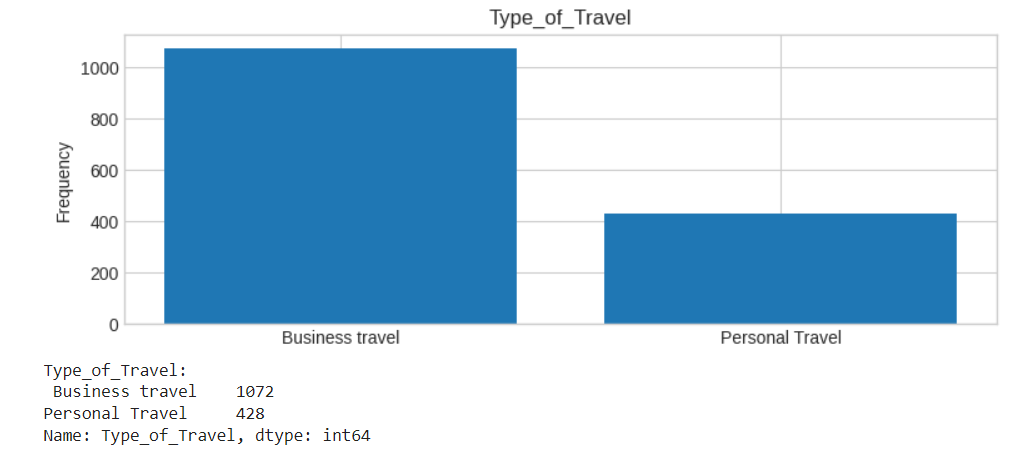 Type_of_Travel
1000
800
600
400
200
0
Frequency
Business travel Personal Travel
Type_of_Travel:
Business travel 1072
Personal Travel 428
Name: Type_of_Travel, dtype: int64